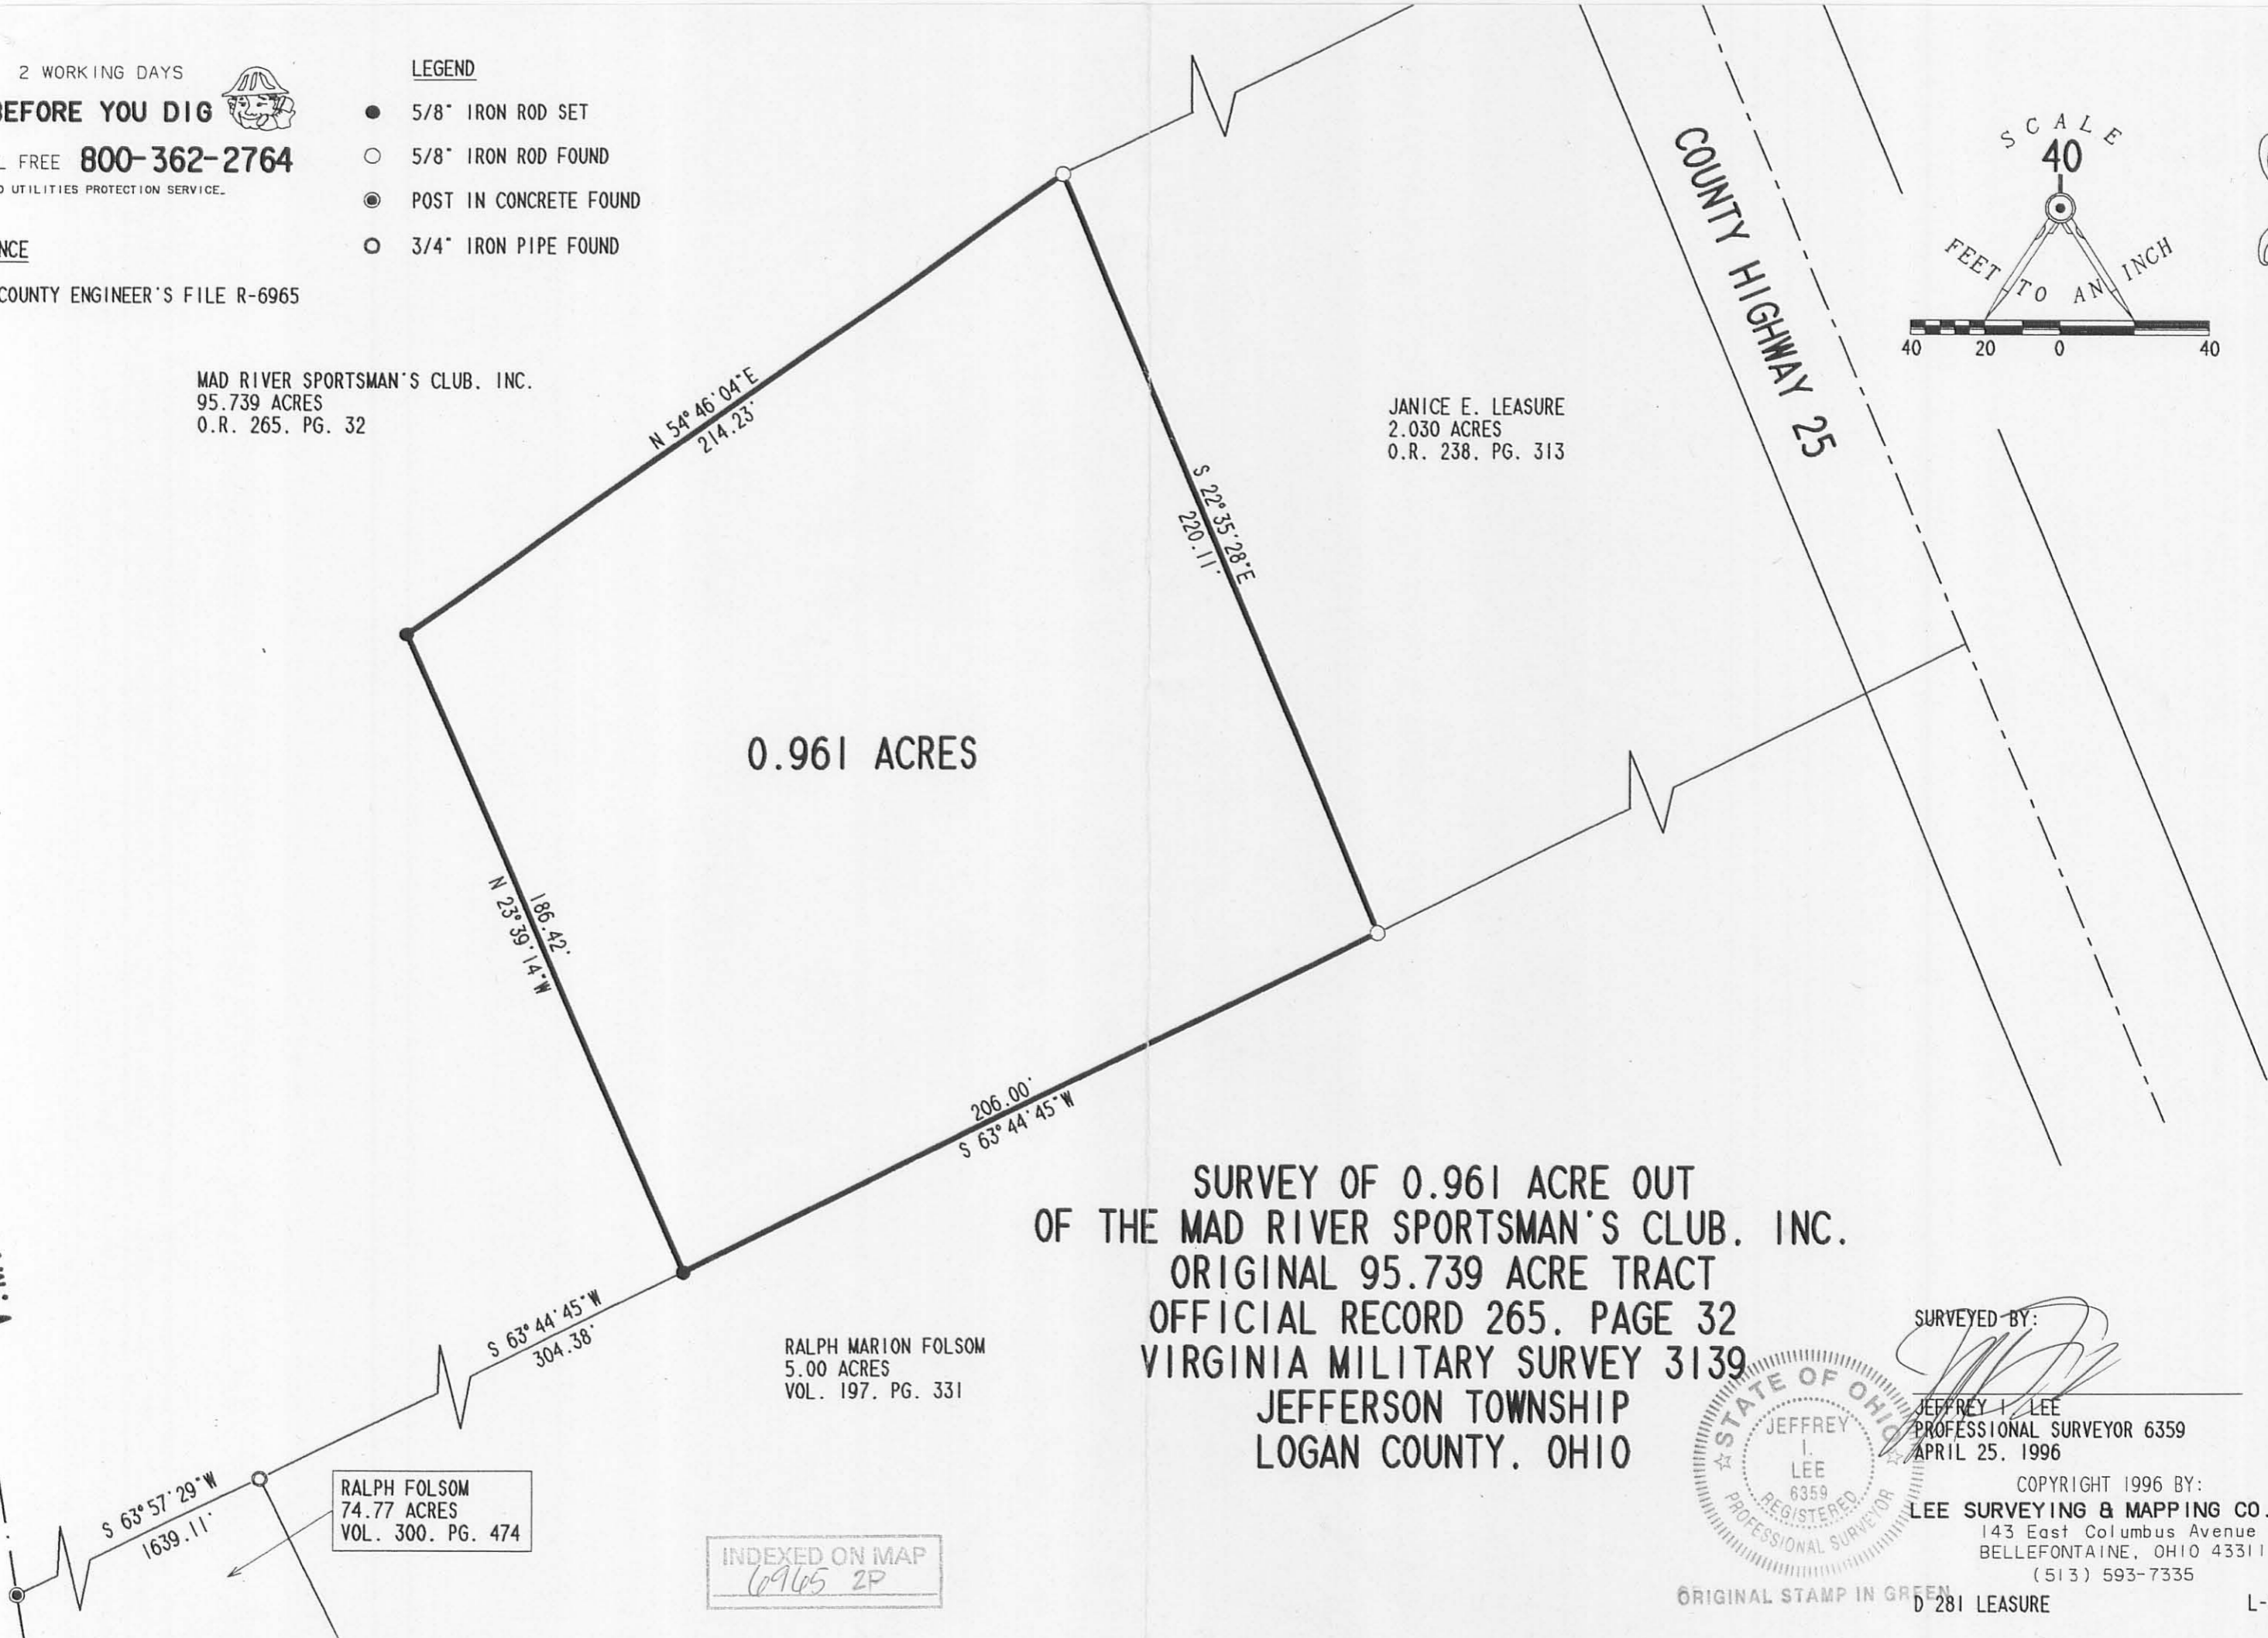 2 WORKING DAYS
BEFORE YOU DIG
FREE 800-362-2764
UTILITIES PROTECTION SERVICE.
COUNTY ENGINEER'S FILE R-6965
LEGEND
5/8" IRON ROD SET
5/8" IRON ROD FOUND
POST IN CONCRETE FOUND
3/4" IRON PIPE FOUND
MAD RIVER SPORTSMAN'S CLUB. INC.
95.739 ACRES
O.R. 265. PG. 32
N 54° 46' 04" E
214.23'
S 22° 35' 28" E
220.11'
JANICE E. LEASURE
2.030 ACRES
O.R. 238. PG. 313
COUNTY HIGHWAY 25
SCALE
40
FEET TO AN INCH
40 20 0 40
0.961 ACRES
186.42'
N 23° 39' 14" W
206.00'
S 63° 44' 45" W
S 63° 44' 45" W
304.38'
S 63° 57' 29" W
1639.11'
RALPH MARION FOLSOM
5.00 ACRES
VOL. 197. PG. 331
RALPH FOLSOM
74.77 ACRES
VOL. 300. PG. 474
INDEXED ON MAP
6965 2P
SURVEY OF 0.961 ACRE OUT
OF THE MAD RIVER SPORTSMAN'S CLUB. INC.
ORIGINAL 95.739 ACRE TRACT
OFFICIAL RECORD 265. PAGE 32
VIRGINIA MILITARY SURVEY 3139
JEFFERSON TOWNSHIP
LOGAN COUNTY. OHIO
STATE OF OHIO
JEFFREY
I.
LEE
6359
REGISTERED
PROFESSIONAL SURVEYOR
ORIGINAL STAMP IN GREEN
SURVEYED BY:
JEFFREY I. LEE
PROFESSIONAL SURVEYOR 6359
APRIL 25. 1996
COPYRIGHT 1996 BY:
LEE SURVEYING & MAPPING CO.
143 East Columbus Avenue
BELLEFONTAINE, OHIO 43311
(513) 593-7335
D 281 LEASURE
L-